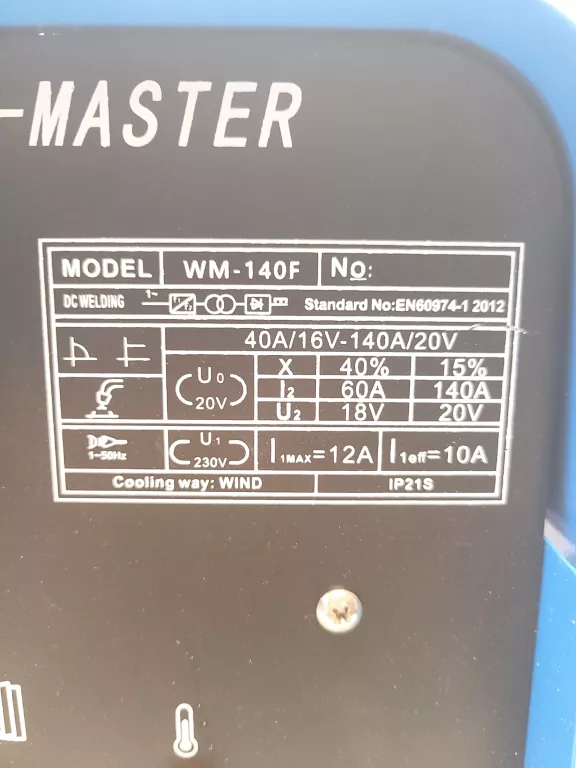 -MASTER
MODEL WM-140F No:
DC WELDING 1~ Standard No:EN60974-1 2012
40A/16V-140A/20V
U0 20V X 40% 15%
I2 60A 140A
U2 18V 20V
1-50Hz U1 230V I1MAX=12A I1eff=10A
Cooling way: WIND IP21S